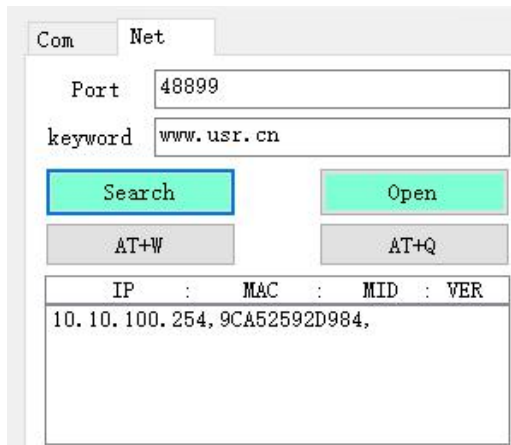 Com Net
Port 48899
keyword www.usr.cn
Search Open
AT+W AT+Q
IP : MAC : MID : VER
10.10.100.254,9CA52592D984,